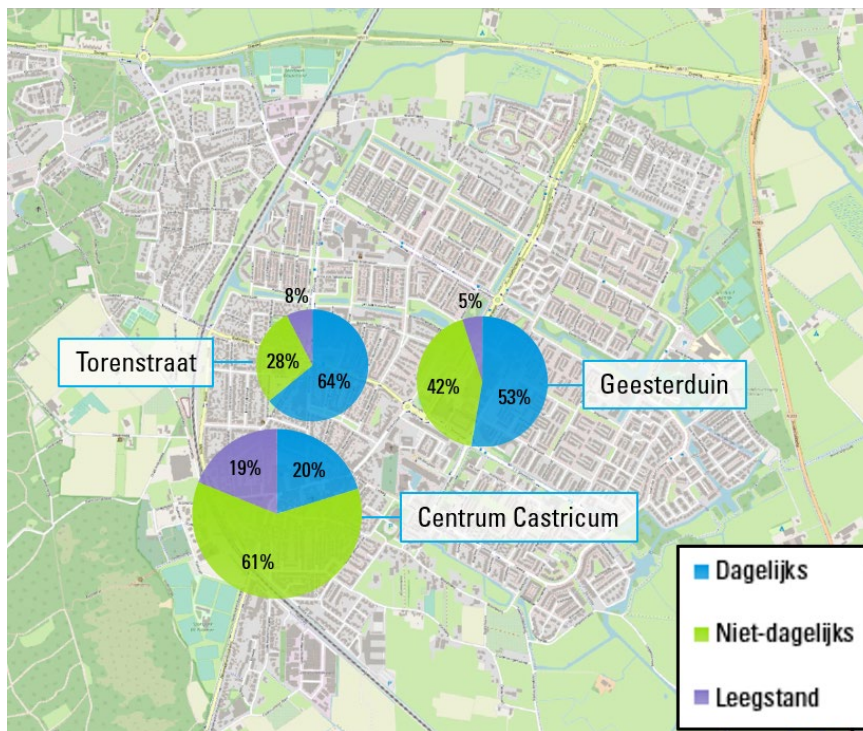 8%
5%
Torenstraat
28%
64%
42%
53%
Geesterduin
19%
20%
Centrum Castricum
61%
Dagelijks
Niet-dagelijks
Leegstand